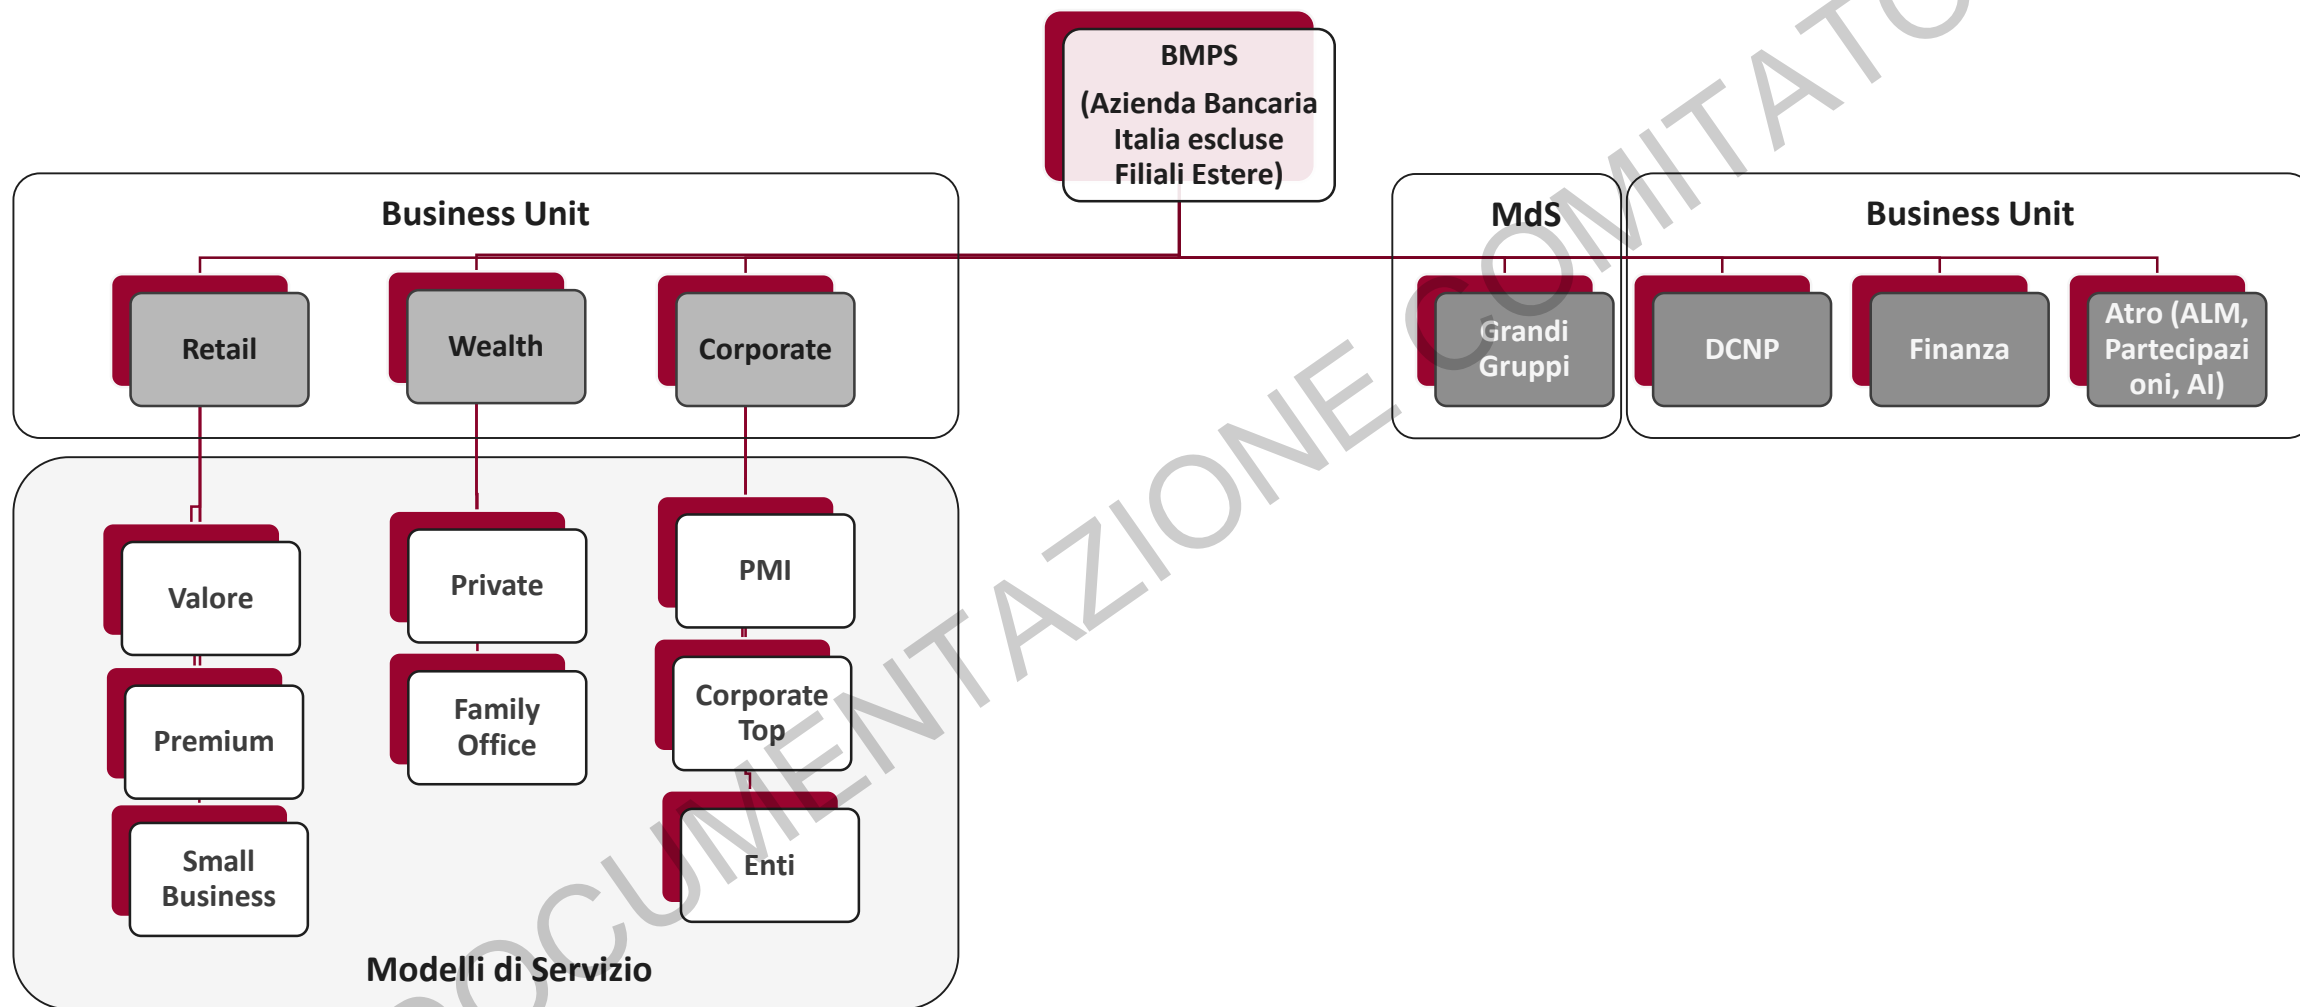 BMPS
(Azienda Bancaria
Italia escluse
Filiali Estere)
Business Unit
MdS
Business Unit
Retail
Wealth
Corporate
Grandi
Gruppi
DCNP
Finanza
Atro (ALM,
Partecipazi
oni, AI)
Valore
Premium
Small
Business
Private
Family
Office
PMI
Corporate
Top
Enti
Modelli di Servizio
DOCUMENTAZIONE COMITATO